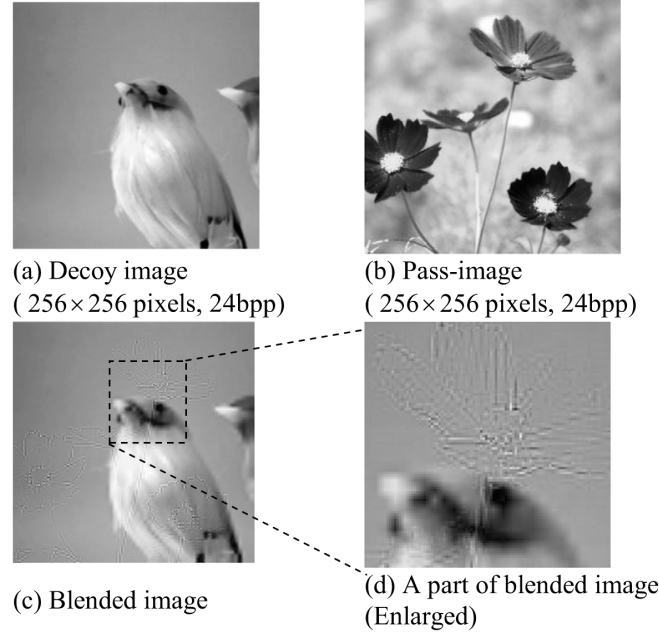 (a) Decoy image
( 256×256 pixels, 24bpp)
(b) Pass-image
( 256×256 pixels, 24bpp)
(c) Blended image
(d) A part of blended image
(Enlarged)